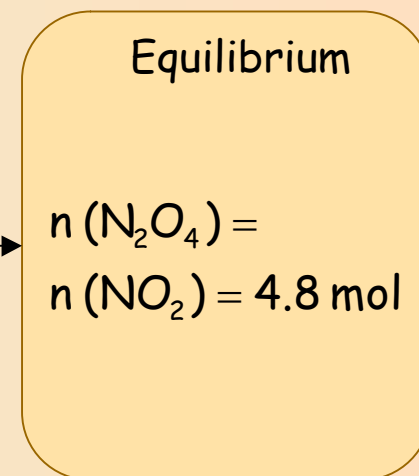 Equilibrium
n (N₂O₄) =
n (NO₂) = 4.8 mol